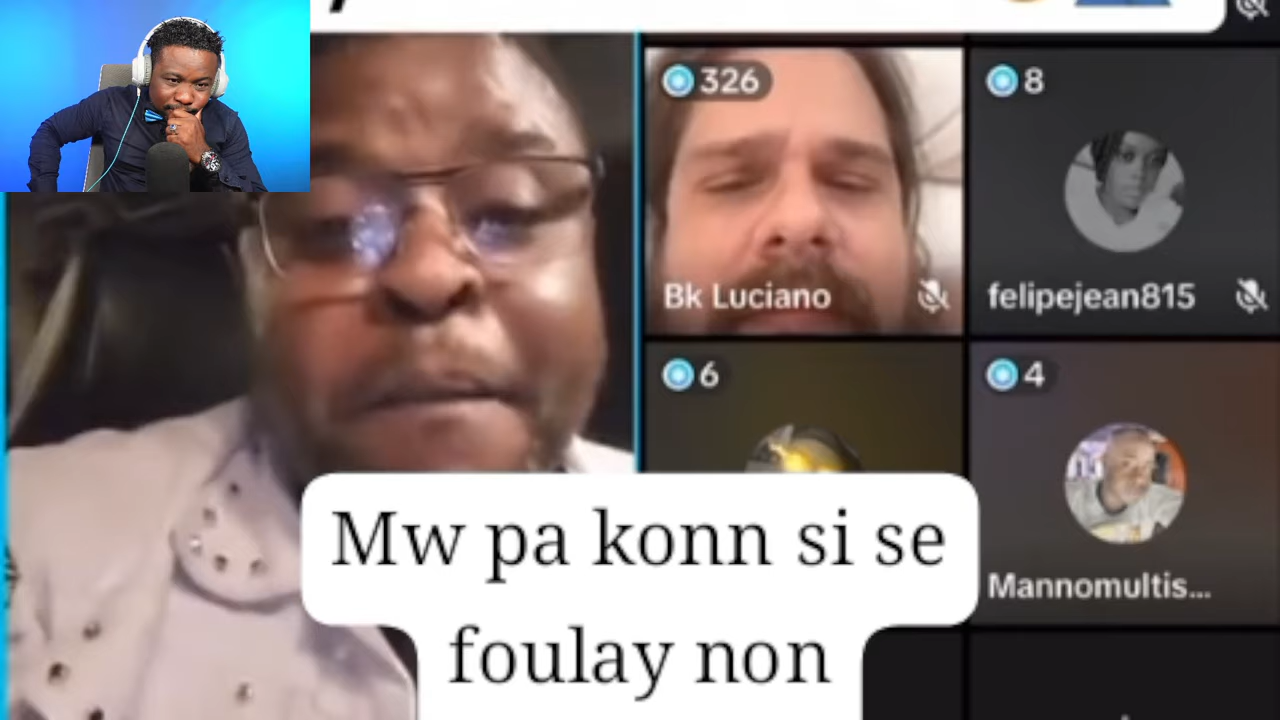 326
8
Bk Luciano
felipejean815
6
4
Mannomultis...
Mw pa konn si se
foulay non